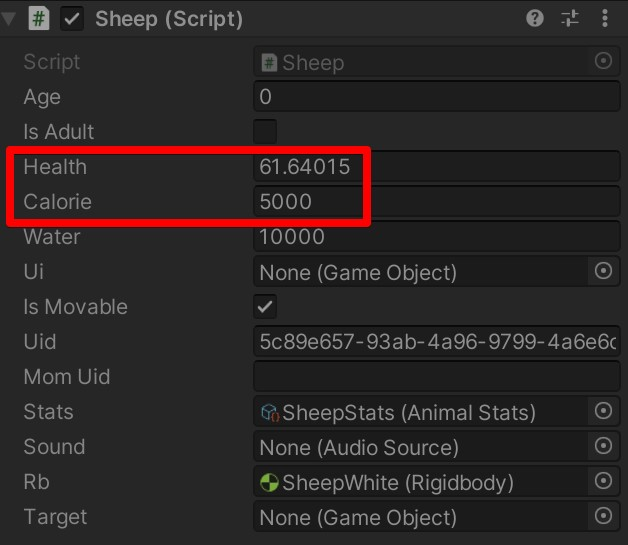 Sheep (Script)
Script Sheep
Age 0
Is Adult
Health 61.64015
Calorie 5000
Water 10000
Ui None (Game Object)
Is Movable
Uid 5c89e657-93ab-4a96-9799-4a6e6c
Mom Uid
Stats SheepStats (Animal Stats)
Sound None (Audio Source)
Rb SheepWhite (Rigidbody)
Target None (Game Object)